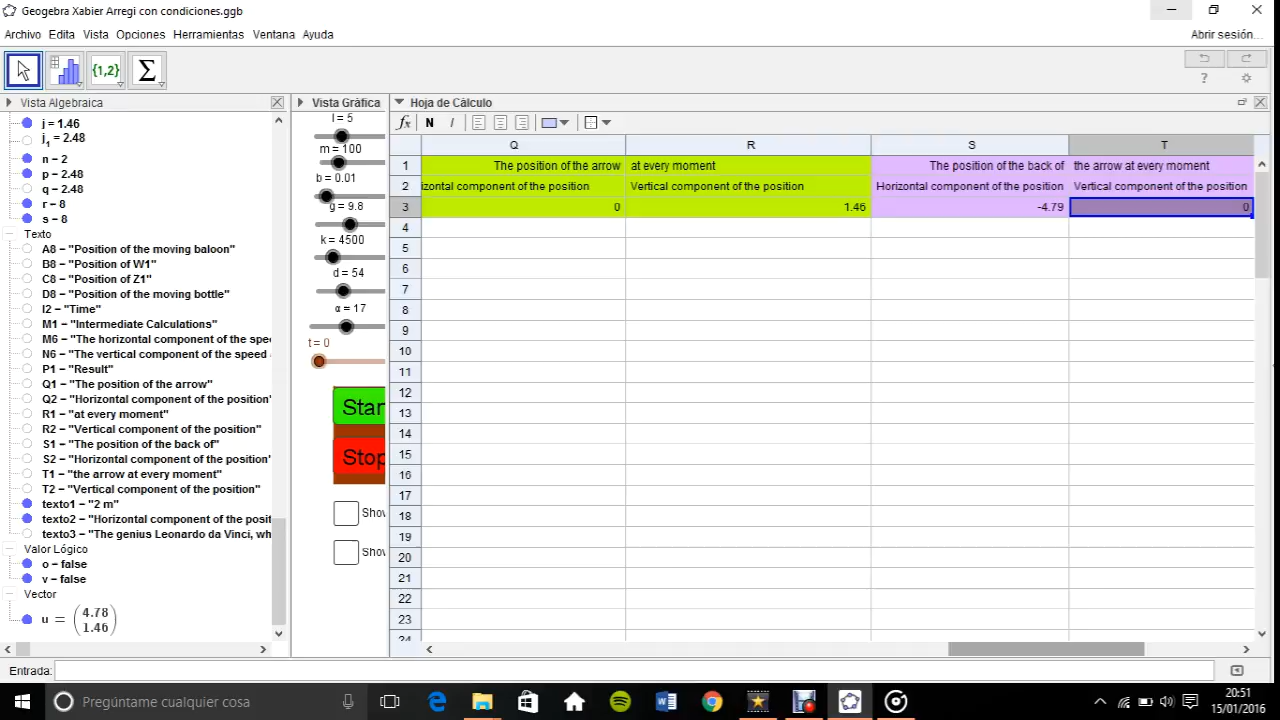 Geogebra Xabier Arregi con condiciones.ggb
Archivo Edita Vista Opciones Herramientas Ventana Ayuda
Abrir sesión...
{1,2} Σ
?
Vista Algebraica
j = 1.46
j1 = 2.48
n = 2
p = 2.48
q = 2.48
r = 8
s = 8
Texto
A8 = "Position of the moving baloon"
B8 = "Position of W1"
C8 = "Position of Z1"
D8 = "Position of the moving bottle"
I2 = "Time"
M1 = "Intermediate Calculations"
M6 = "The horizontal component of the spe
N6 = "The vertical component of the speed
P1 = "Result"
Q1 = "The position of the arrow"
Q2 = "Horizontal component of the position"
R1 = "at every moment"
R2 = "Vertical component of the position"
S1 = "The position of the back of"
S2 = "Horizontal component of the position"
T1 = "the arrow at every moment"
T2 = "Vertical component of the position"
texto1 = "2 m"
texto2 = "Horizontal component of the posit
texto3 = "The genius Leonardo da Vinci, wh
Valor Lógico
o = false
v = false
Vector
u = (4.78
1.46)
Vista Gráfica
l = 5
m = 100
b = 0.01
g = 9.8
k = 4500
d = 54
α = 17
t = 0
Star
Stop
Shov
Shov
Hoja de Cálculo
fx N I
Q R S T
1 The position of the arrow at every moment The position of the back of the arrow at every moment
2 izontal component of the position Vertical component of the position Horizontal component of the position Vertical component of the position
3 0 1.46 -4.79 0
4
5
6
7
8
9
10
11
12
13
14
15
16
17
18
19
20
21
22
23
24
Entrada:
Pregúntame cualquier cosa
20:51
15/01/2016